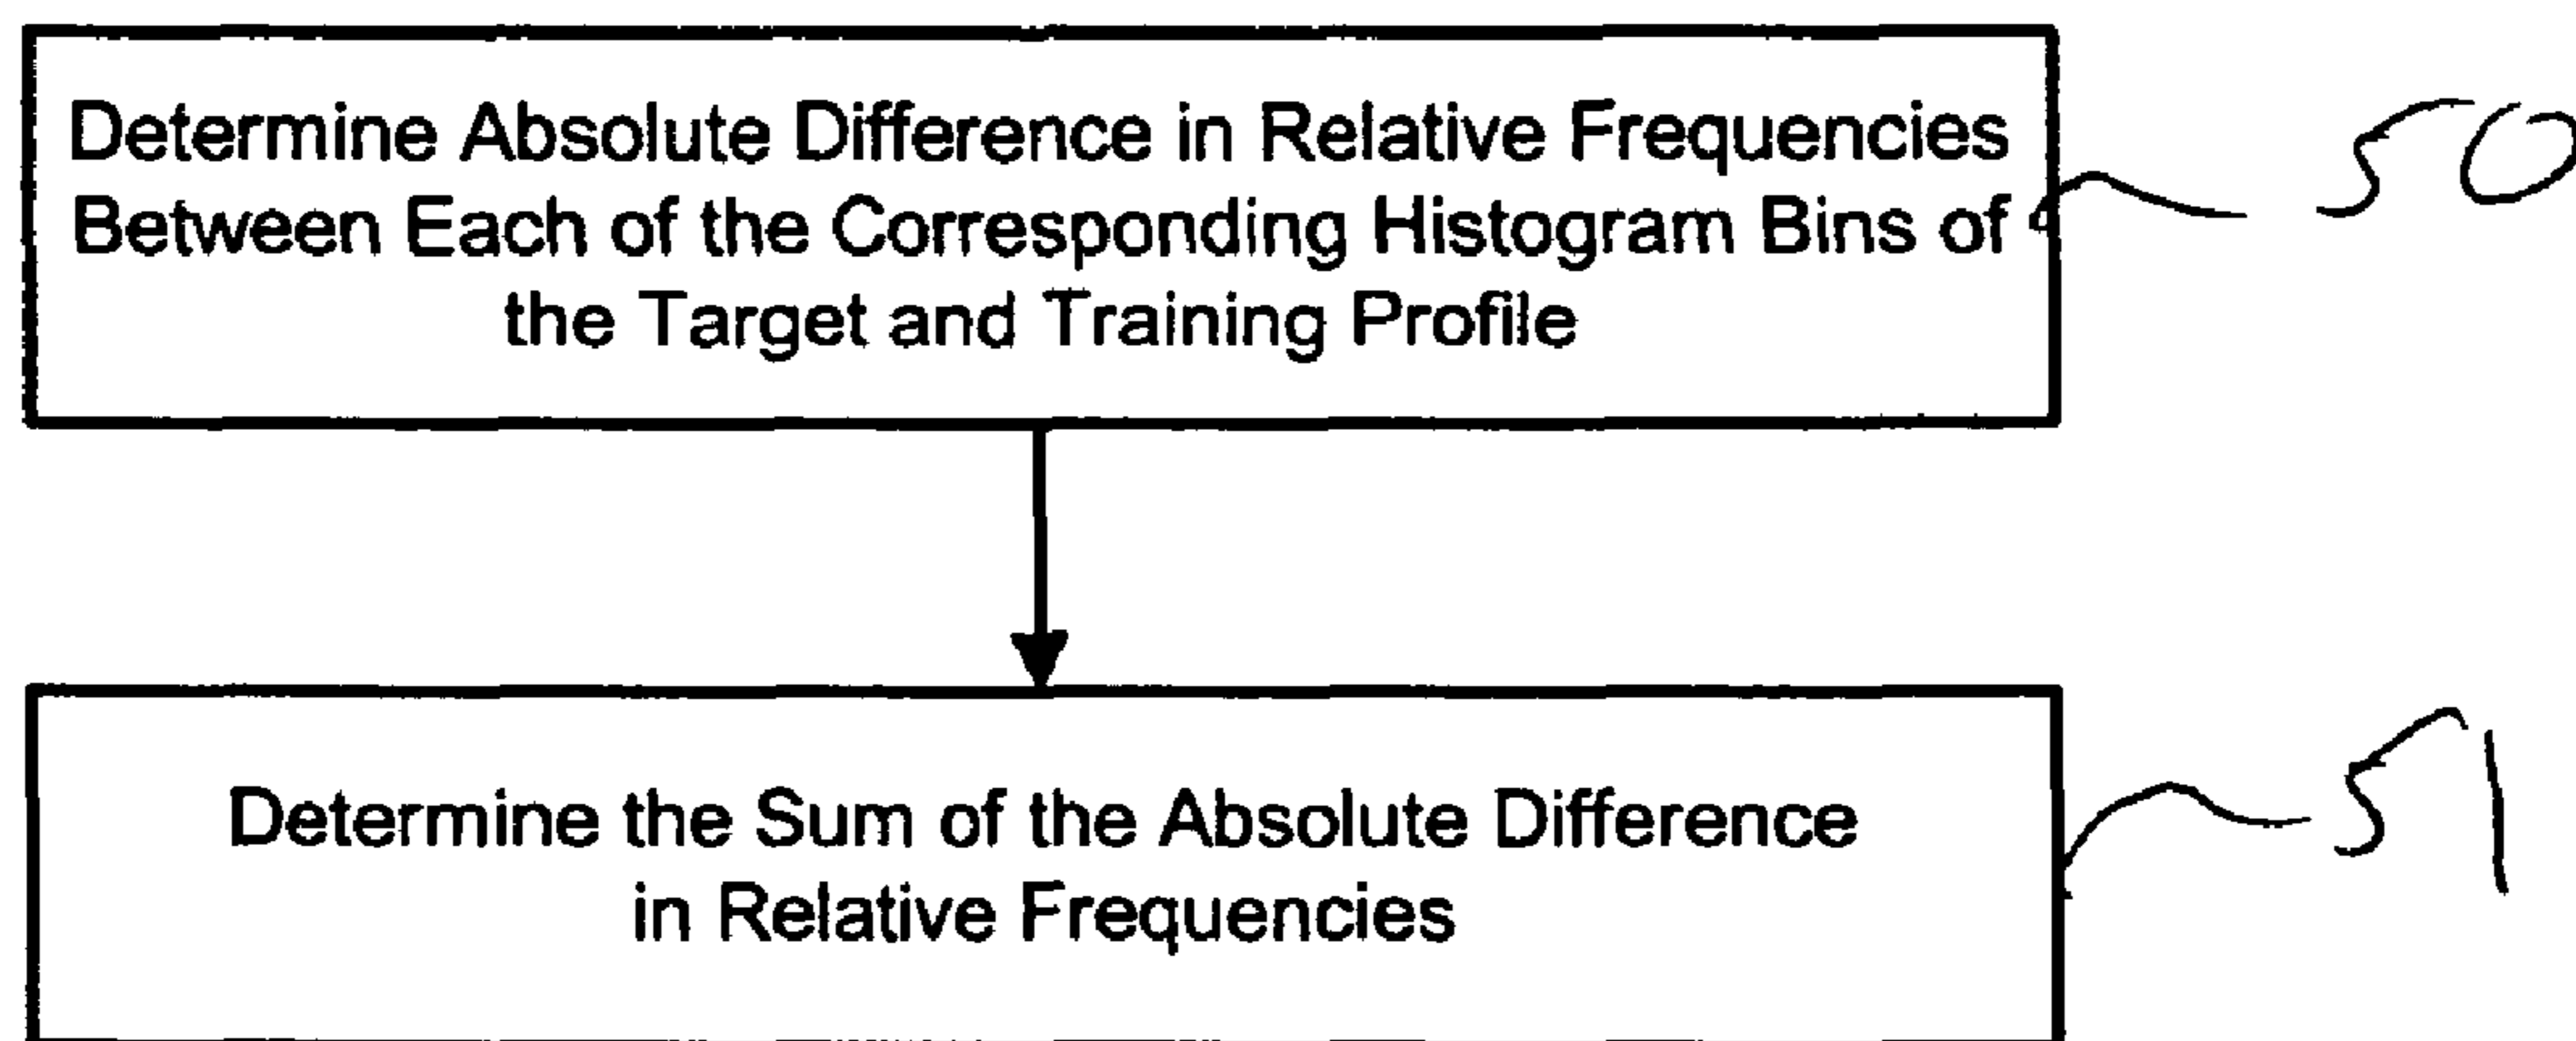 Determine Absolute Difference in Relative Frequencies
Between Each of the Corresponding Histogram Bins of
the Target and Training Profile
50
Determine the Sum of the Absolute Difference
in Relative Frequencies
51